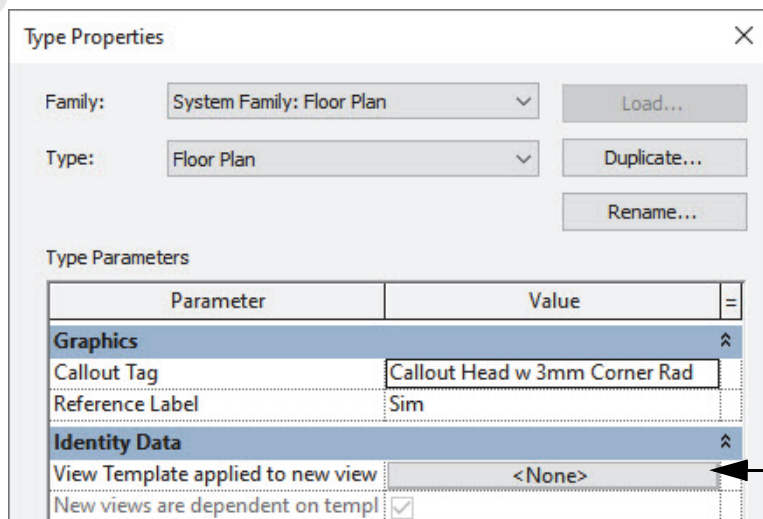 Type Properties
Family: System Family: Floor Plan Load...
Type: Floor Plan Duplicate...
Rename...
Type Parameters
Parameter Value =
Graphics
Callout Tag Callout Head w 3mm Corner Rad
Reference Label Sim
Identity Data
View Template applied to new view <None>
New views are dependent on templ